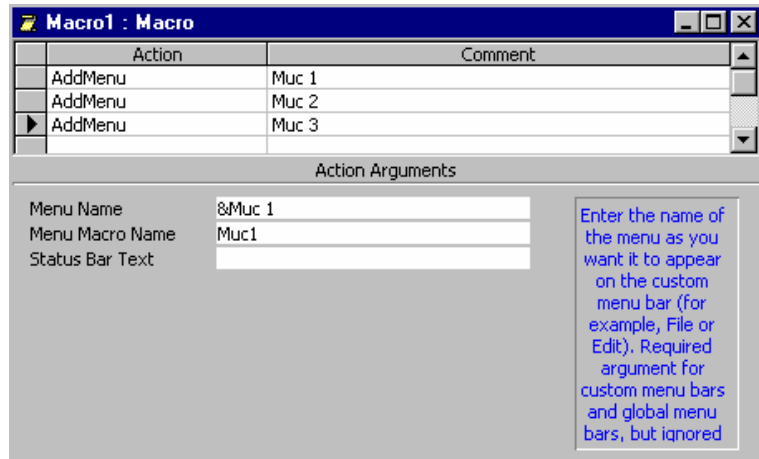 Macro1 : Macro
Action Comment
AddMenu Muc 1
AddMenu Muc 2
AddMenu Muc 3
Action Arguments
Menu Name &Muc 1
Menu Macro Name Muc1
Status Bar Text
Enter the name of
the menu as you
want it to appear
on the custom
menu bar (for
example, File or
Edit). Required
argument for
custom menu bars
and global menu
bars, but ignored